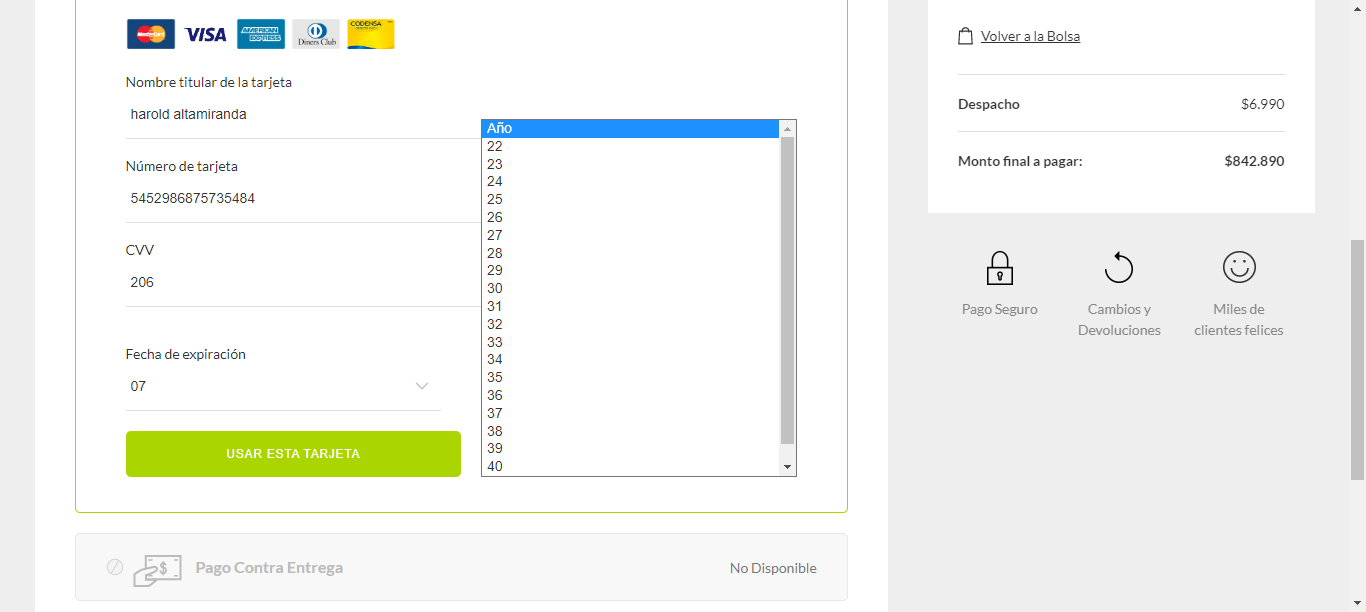 MasterCard
VISA
AMERICAN EXPRESS
Diners Club
CODENSA
Nombre titular de la tarjeta
harold altamiranda
Número de tarjeta
5452986875735484
CVV
206
Fecha de expiración
07
Año
22
23
24
25
26
27
28
29
30
31
32
33
34
35
36
37
38
39
40
USAR ESTA TARJETA
$
Pago Contra Entrega
No Disponible
Volver a la Bolsa
Despacho $6.990
Monto final a pagar: $842.890
Pago Seguro
Cambios y
Devoluciones
Miles de
clientes felices